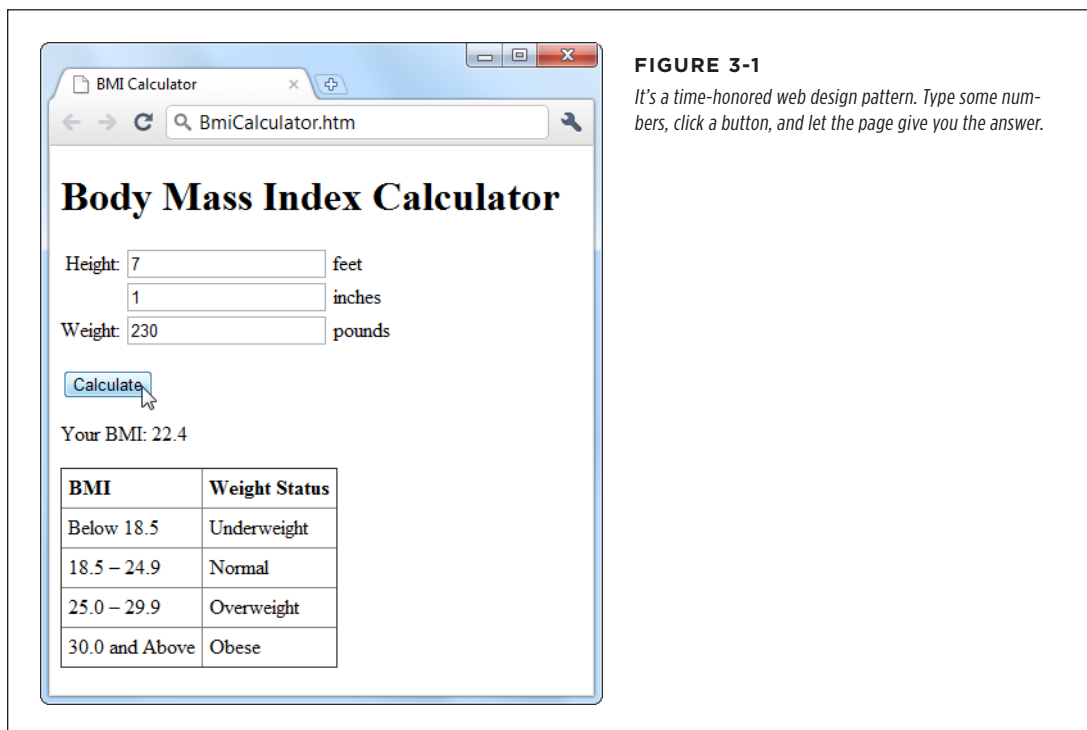 BMI Calculator
BmiCalculator.htm
Body Mass Index Calculator
Height: 7 feet
1 inches
Weight: 230 pounds
Calculate
Your BMI: 22.4
BMI Weight Status
Below 18.5 Underweight
18.5 – 24.9 Normal
25.0 – 29.9 Overweight
30.0 and Above Obese
FIGURE 3-1
It's a time-honored web design pattern. Type some num-
bers, click a button, and let the page give you the answer.